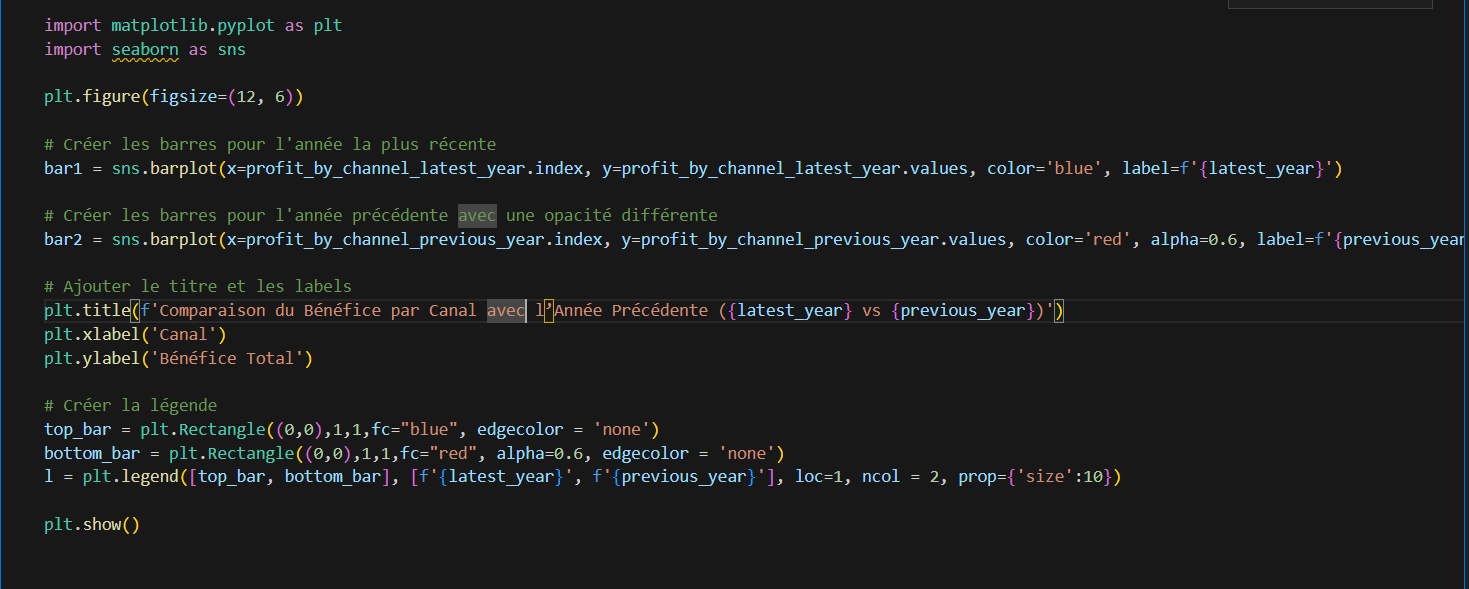 import matplotlib.pyplot as plt
import seaborn as sns
plt.figure(figsize=(12, 6))
# Créer les barres pour l'année la plus récente
bar1 = sns.barplot(x=profit_by_channel_latest_year.index, y=profit_by_channel_latest_year.values, color='blue', label=f'{latest_year}')
# Créer les barres pour l'année précédente avec une opacité différente
bar2 = sns.barplot(x=profit_by_channel_previous_year.index, y=profit_by_channel_previous_year.values, color='red', alpha=0.6, label=f'{previous_year
# Ajouter le titre et les labels
plt.title(f'Comparaison du Bénéfice par Canal avec l’Année Précédente ({latest_year} vs {previous_year})')
plt.xlabel('Canal')
plt.ylabel('Bénéfice Total')
# Créer la légende
top_bar = plt.Rectangle((0,0),1,1,fc="blue", edgecolor = 'none')
bottom_bar = plt.Rectangle((0,0),1,1,fc="red", alpha=0.6, edgecolor = 'none')
l = plt.legend([top_bar, bottom_bar], [f'{latest_year}', f'{previous_year}'], loc=1, ncol = 2, prop={'size':10})
plt.show()